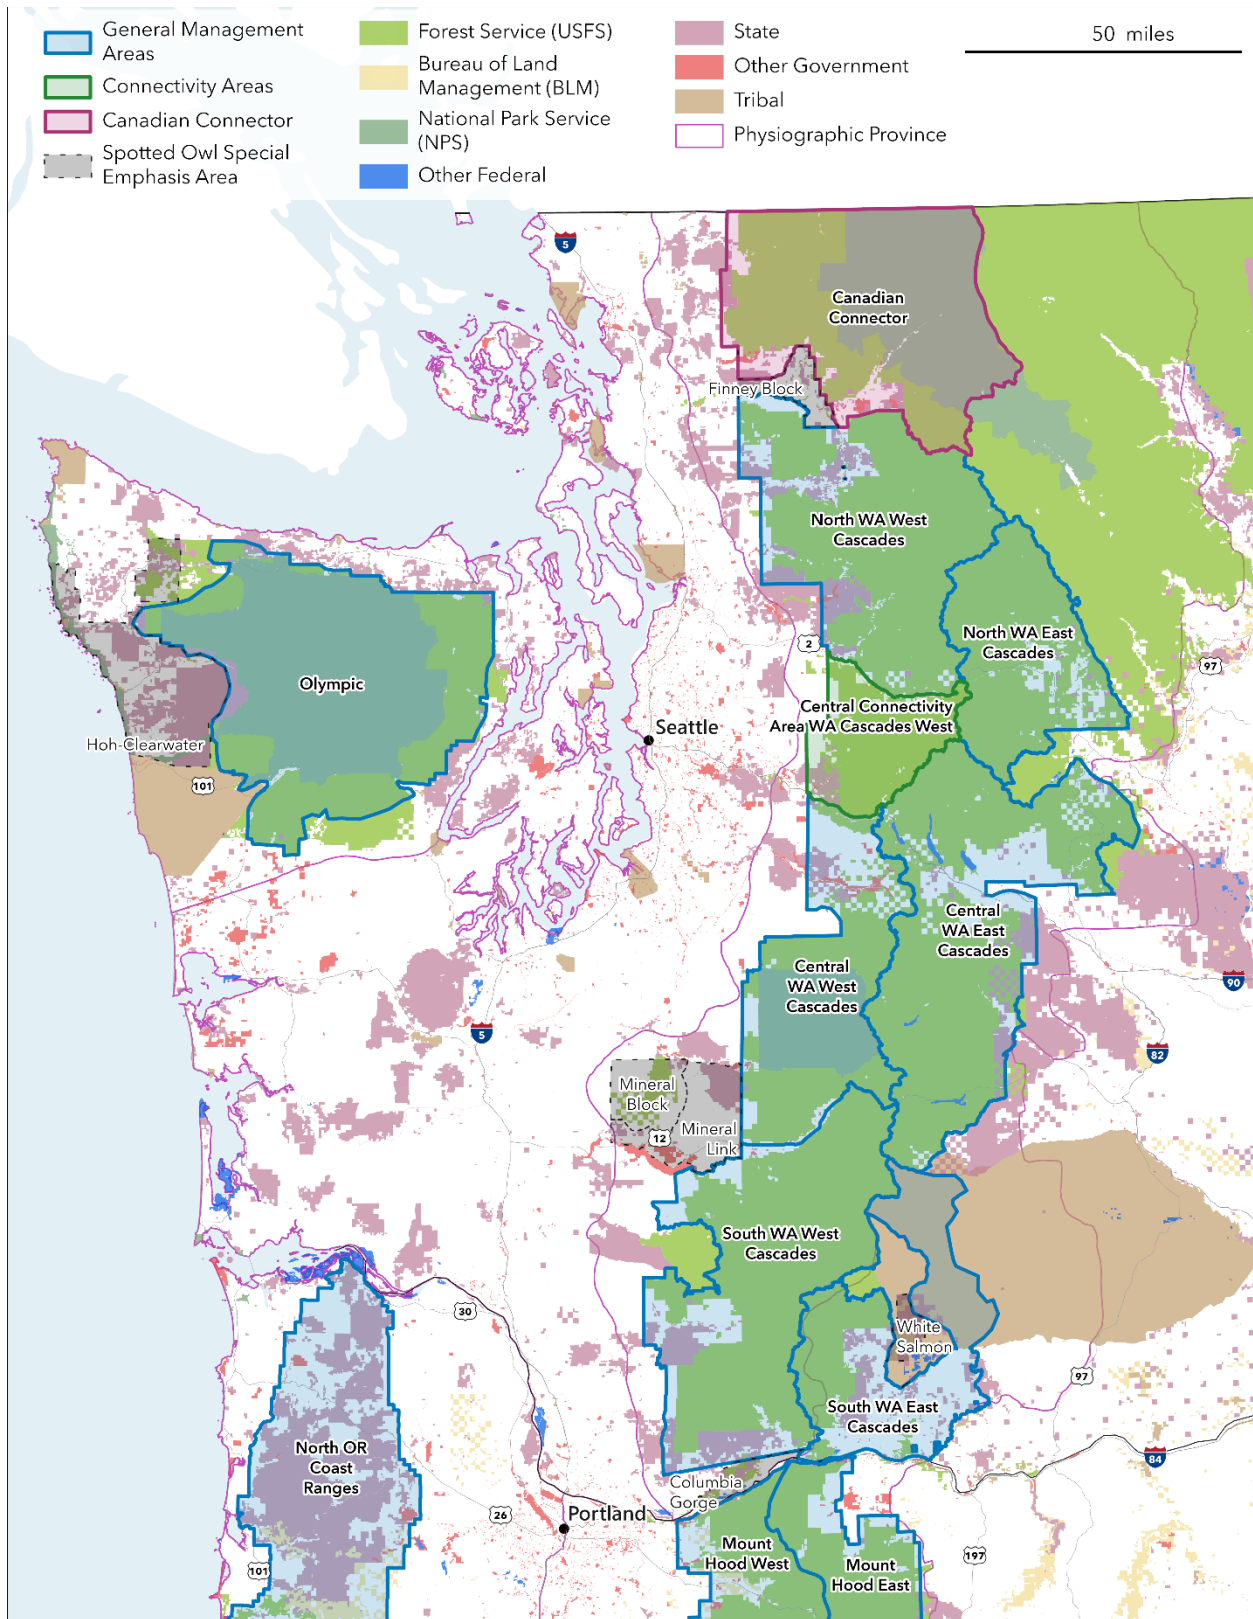 General Management
Areas
Connectivity Areas
Canadian Connector
Spotted Owl Special
Emphasis Area
Forest Service (USFS)
Bureau of Land
Management (BLM)
National Park Service
(NPS)
Other Federal
State
Other Government
Tribal
Physiographic Province
50 miles
5
Canadian
Connector
Finney Block
North WA West
Cascades
North WA East
Cascades
2
97
Olympic
Central Connectivity
Area WA Cascades West
Seattle
Hoh-Clearwater
101
Central
WA East
Cascades
Central
WA West
Cascades
90
5
82
Mineral
Block
12
Mineral
Link
South WA West
Cascades
30
White
Salmon
97
South WA East
Cascades
North OR
Coast
Ranges
84
Columbia
Gorge
26
Portland
Mount
Hood West
Mount
Hood East
197
101